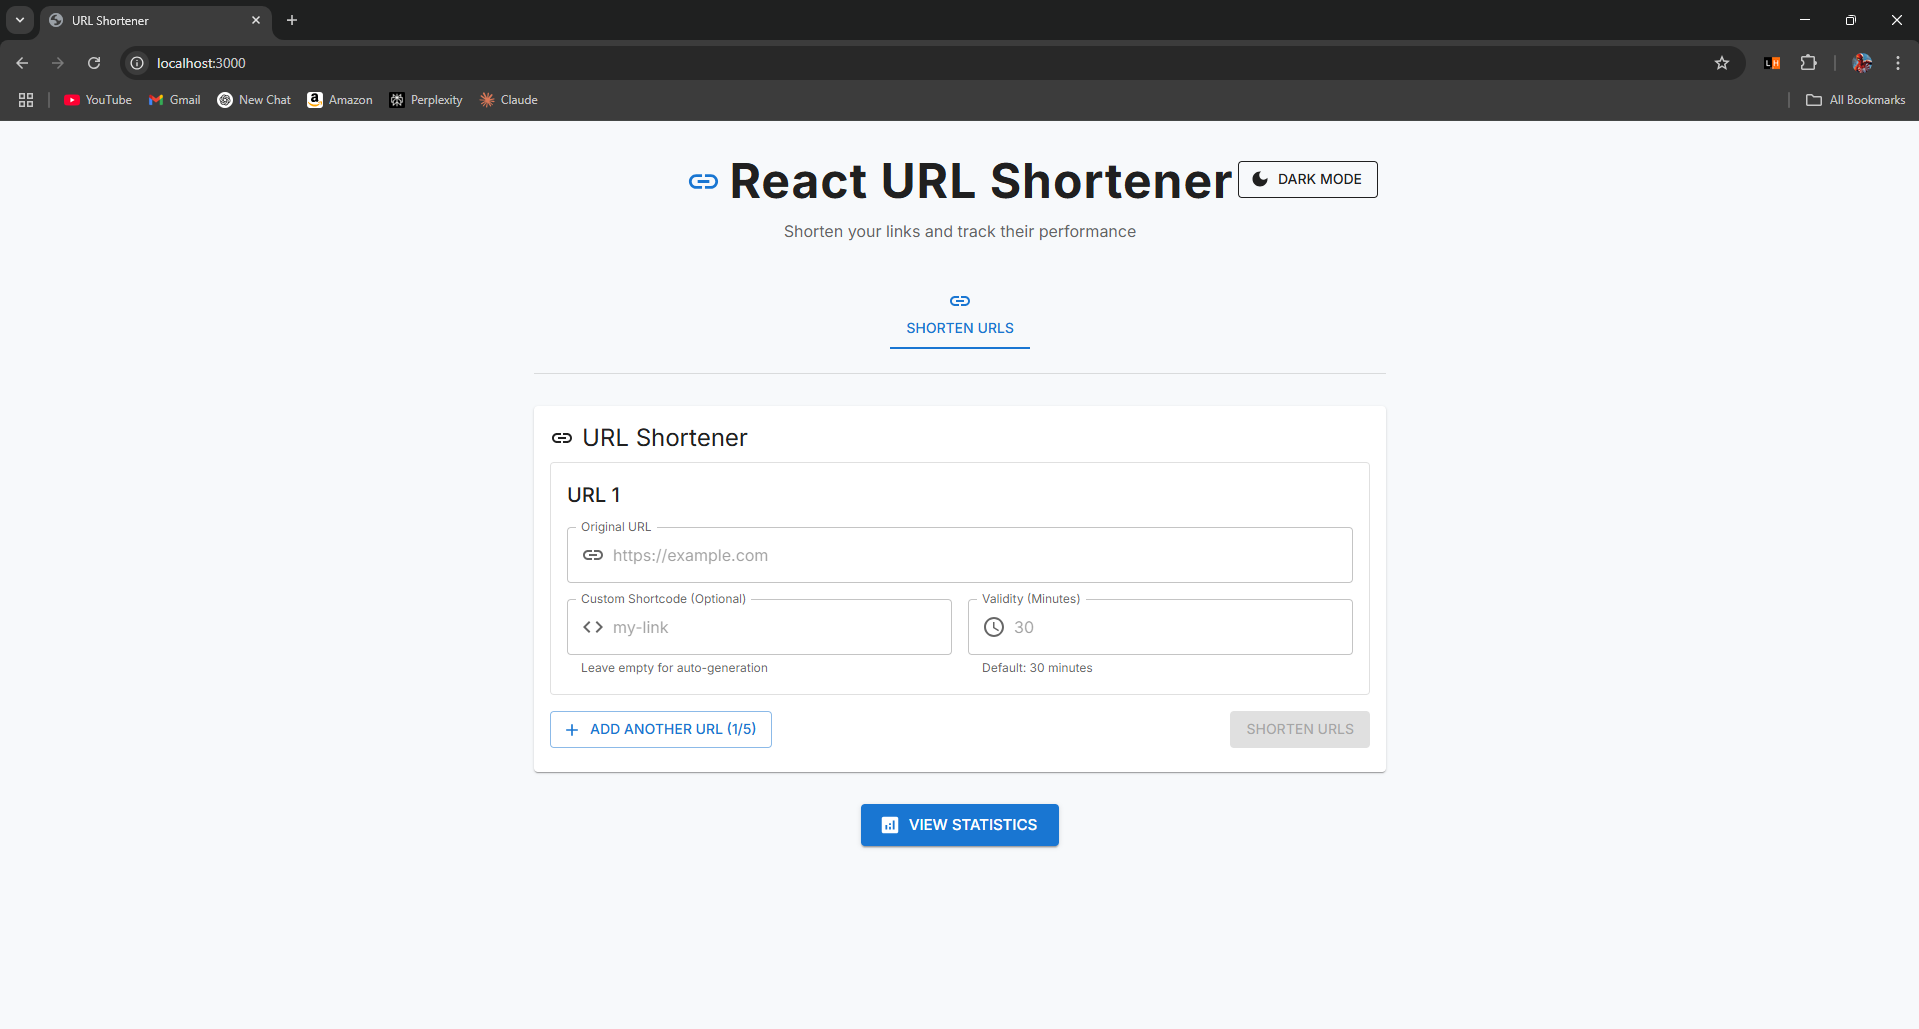 URL Shortener
localhost:3000
YouTube
Gmail
New Chat
Amazon
Perplexity
Claude
All Bookmarks
React URL Shortener
DARK MODE
Shorten your links and track their performance
SHORTEN URLS
URL Shortener
URL 1
Original URL
https://example.com
Custom Shortcode (Optional)
my-link
Leave empty for auto-generation
Validity (Minutes)
30
Default: 30 minutes
ADD ANOTHER URL (1/5)
SHORTEN URLS
VIEW STATISTICS